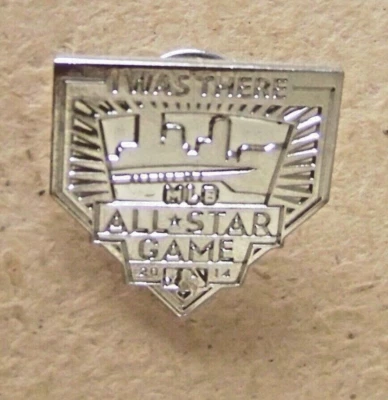 I WAS THERE
MLB
ALL★STAR
GAME
20 14